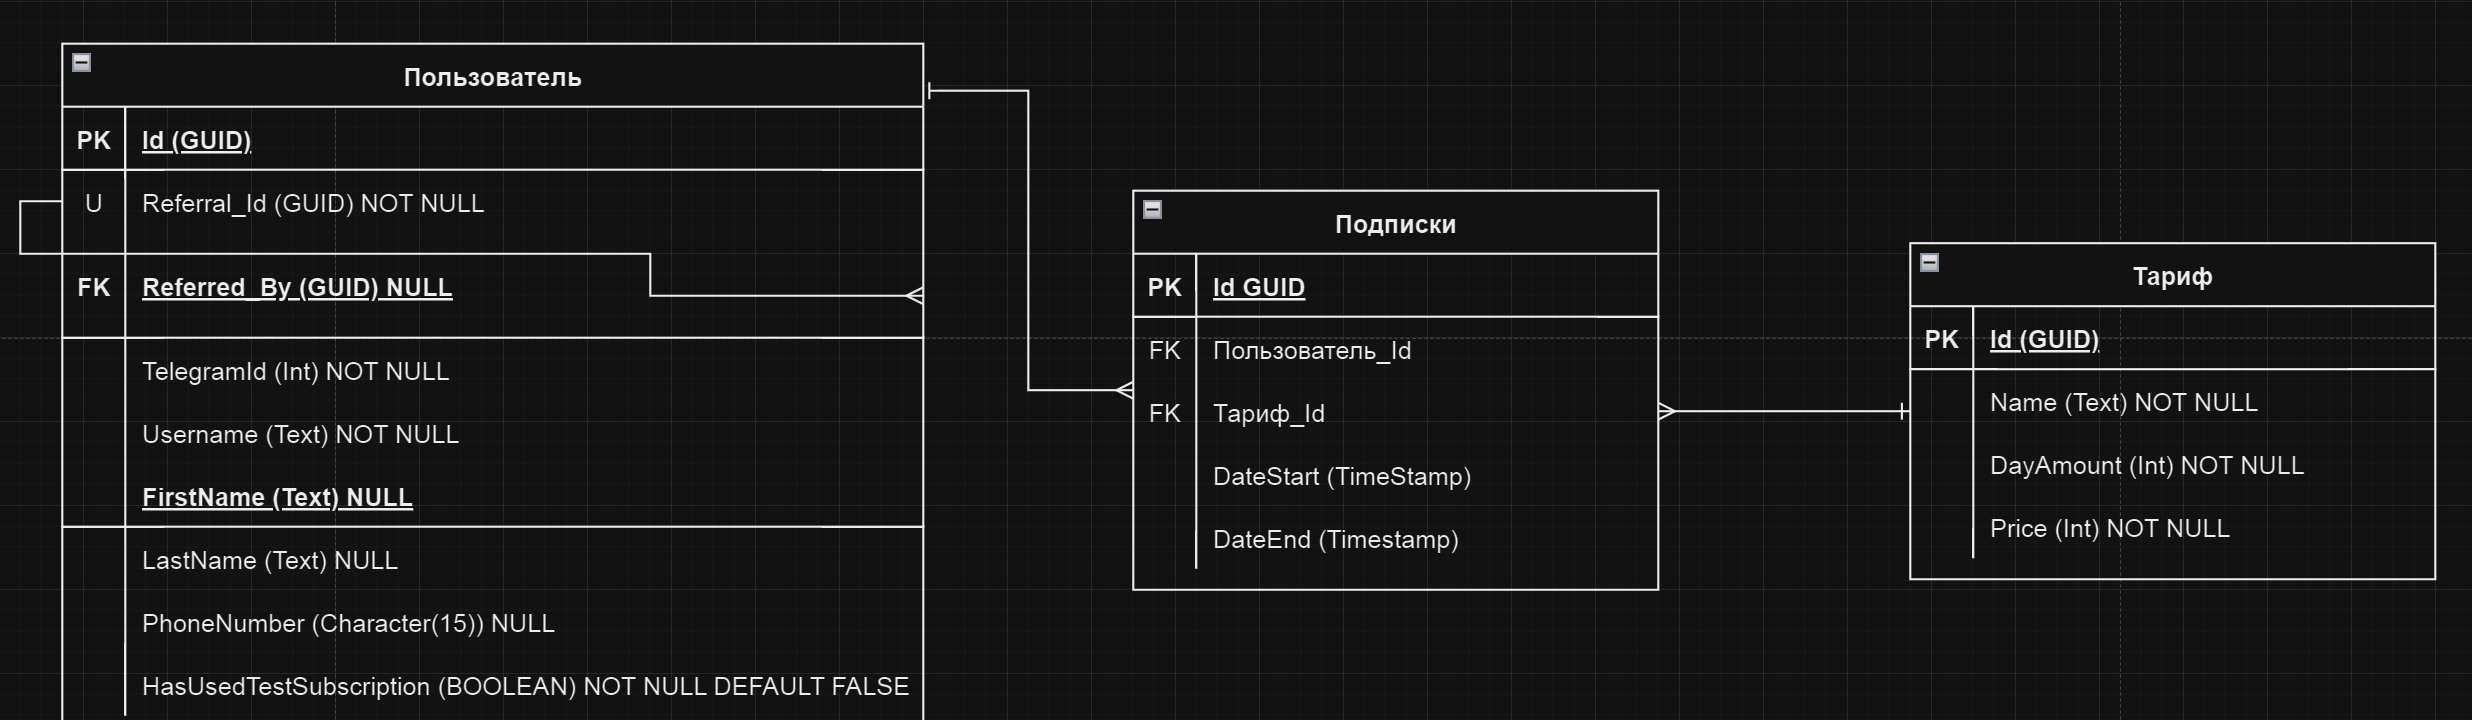 Пользователь
PK Id (GUID)
U Referral_Id (GUID) NOT NULL
FK Referred_By (GUID) NULL
TelegramId (Int) NOT NULL
Username (Text) NOT NULL
FirstName (Text) NULL
LastName (Text) NULL
PhoneNumber (Character(15)) NULL
HasUsedTestSubscription (BOOLEAN) NOT NULL DEFAULT FALSE
Подписки
PK Id GUID
FK Пользователь_Id
FK Тариф_Id
DateStart (TimeStamp)
DateEnd (Timestamp)
Тариф
PK Id (GUID)
Name (Text) NOT NULL
DayAmount (Int) NOT NULL
Price (Int) NOT NULL